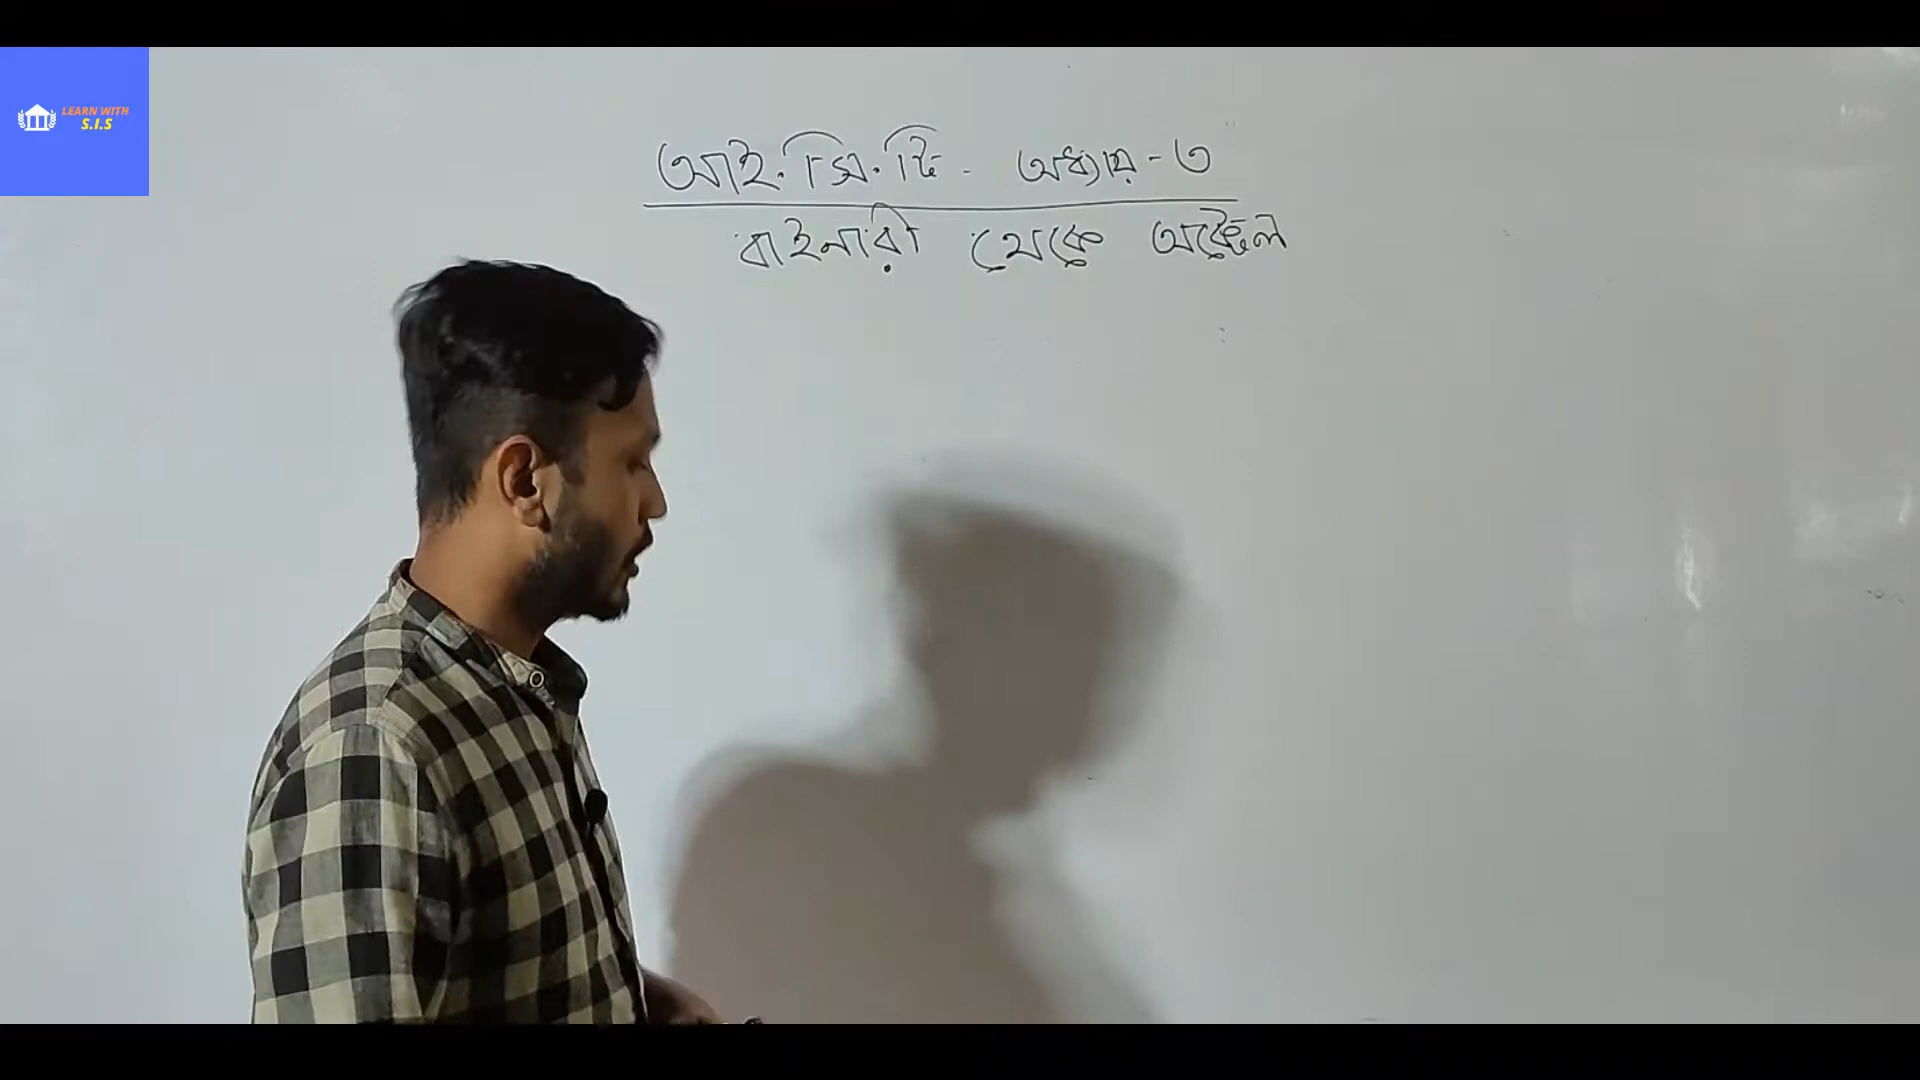 LEARN WITH
S.I.S
আই.সি.টি - অধ্যায় - ৩
বাইনারী থেকে অক্টাল